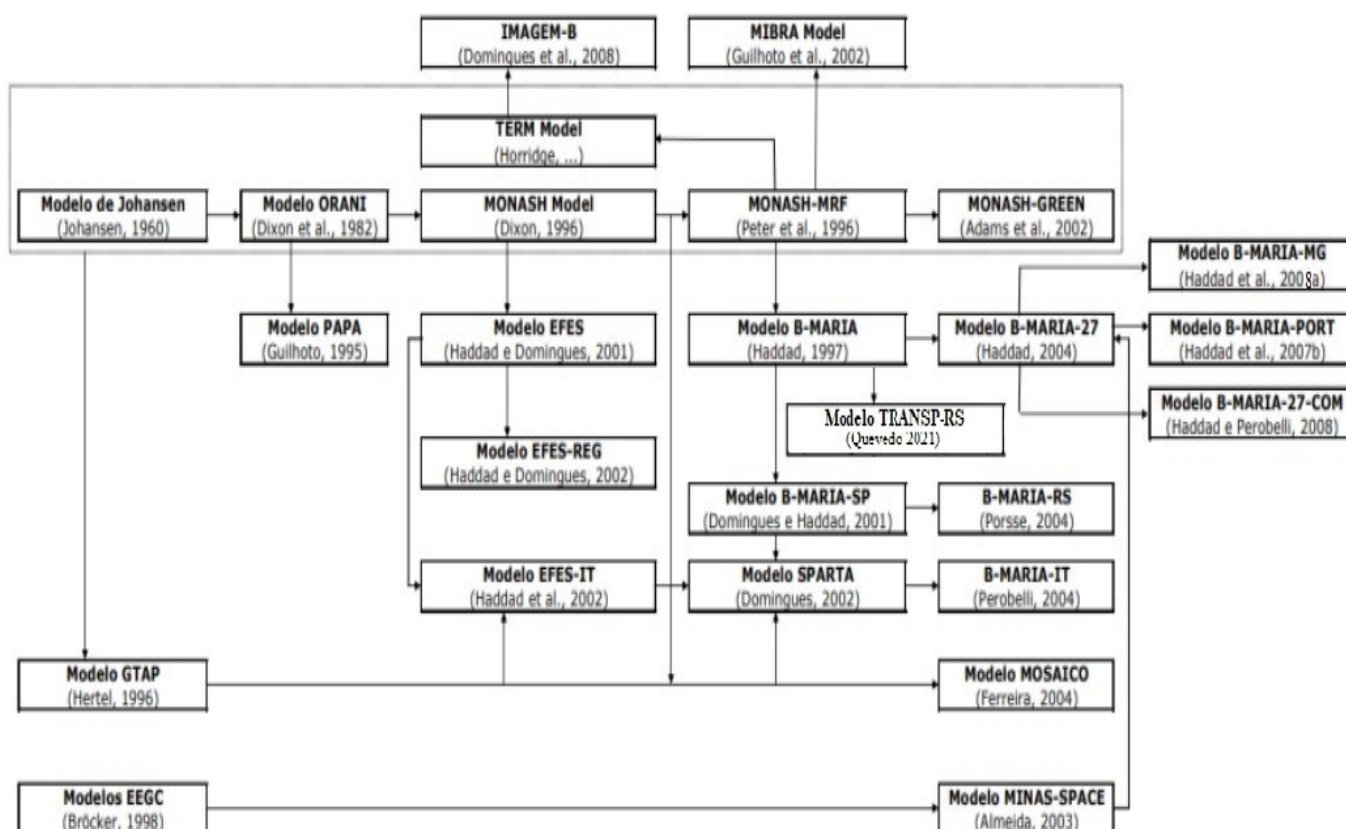 IMAGEM-B
(Domingues et al., 2008)
MIBRA Model
(Guilhoto et al., 2002)
TERM Model
(Horridge, ...)
Modelo de Johansen
(Johansen, 1960)
Modelo ORANI
(Dixon et al., 1982)
MONASH Model
(Dixon, 1996)
MONASH-MRF
(Peter et al., 1996)
MONASH-GREEN
(Adams et al., 2002)
Modelo B-MARIA-MG
(Haddad et al., 2008a)
Modelo PAPA
(Guilhoto, 1995)
Modelo EFES
(Haddad e Domingues, 2001)
Modelo B-MARIA
(Haddad, 1997)
Modelo B-MARIA-27
(Haddad, 2004)
Modelo B-MARIA-PORT
(Haddad et al., 2007b)
Modelo TRANSP-RS
(Quevedo 2021)
Modelo B-MARIA-27-COM
(Haddad e Perobelli, 2008)
Modelo EFES-REG
(Haddad e Domingues, 2002)
Modelo B-MARIA-SP
(Domingues e Haddad, 2001)
B-MARIA-RS
(Porsse, 2004)
Modelo EFES-IT
(Haddad et al., 2002)
Modelo SPARTA
(Domingues, 2002)
B-MARIA-IT
(Perobelli, 2004)
Modelo GTAP
(Hertel, 1996)
Modelo MOSAICO
(Ferreira, 2004)
Modelos EEGC
(Bröcker, 1998)
Modelo MINAS-SPACE
(Almeida, 2003)